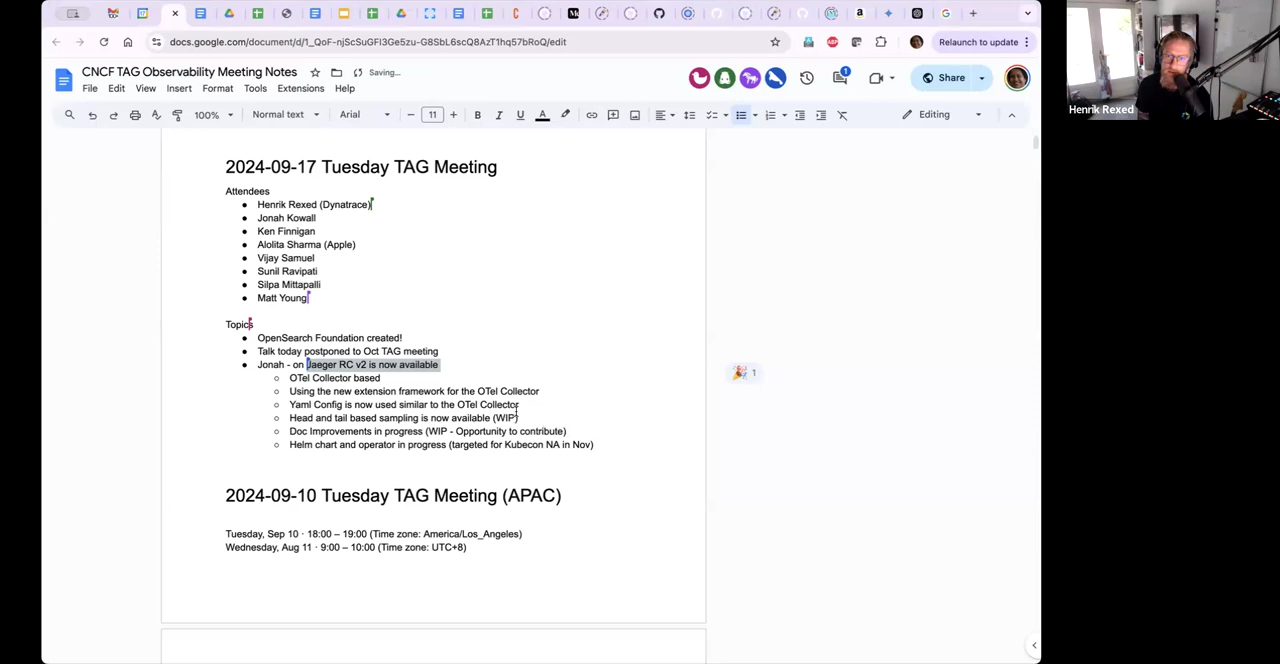 docs.google.com/document/d/1_QoF-njScSuGFl3Ge5zu-G8SbL6scQ8AzT1hq57bRoQ/edit
Relaunch to update
CNCF TAG Observability Meeting Notes
Saving...
File Edit View Insert Format Tools Extensions Help
1
Share
100%
Normal text
Arial
11
Editing
2024-09-17 Tuesday TAG Meeting
Attendees
Henrik Rexed (Dynatrace)
Jonah Kowall
Ken Finnigan
Alolita Sharma (Apple)
Vijay Samuel
Sunil Ravipati
Silpa Mittapalli
Matt Young
Topics
OpenSearch Foundation created!
Talk today postponed to Oct TAG meeting
Jonah - on Jaeger RC v2 is now available
🎉 1
OTel Collector based
Using the new extension framework for the OTel Collector
Yaml Config is now used similar to the OTel Collector
Head and tail based sampling is now available (WIP)
Doc Improvements in progress (WIP - Opportunity to contribute)
Helm chart and operator in progress (targeted for Kubecon NA in Nov)
2024-09-10 Tuesday TAG Meeting (APAC)
Tuesday, Sep 10 · 18:00 – 19:00 (Time zone: America/Los_Angeles)
Wednesday, Aug 11 · 9:00 – 10:00 (Time zone: UTC+8)
Henrik Rexed